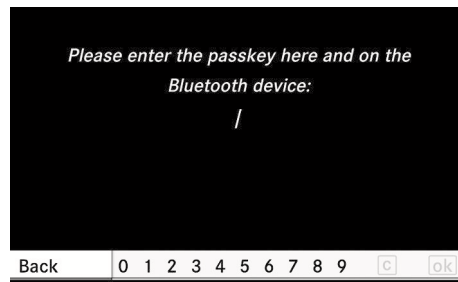 Please enter the passkey here and on the
Bluetooth device:
Back 0 1 2 3 4 5 6 7 8 9 c ok